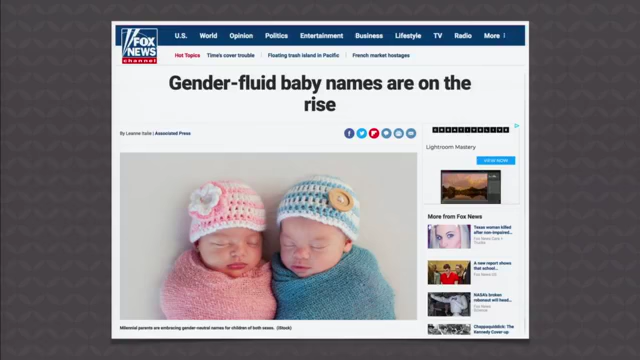 FOX
NEWS
channel
U.S. World Opinion Politics Entertainment Business Lifestyle TV Radio More
Hot Topics Time's cover trouble Floating trash island in Pacific French market hostages
Gender-fluid baby names are on the
rise
By Leanne Italie | Associated Press
Lightroom Mastery
VIEW NOW
More from Fox News
Texas woman killed
after non-impaired...
A new report shows
that school...
NASA's broken
will head...
Chappaquiddick: The
Kennedy Cover-up
Millennial parents are embracing gender-neutral names for children of both sexes. (iStock)